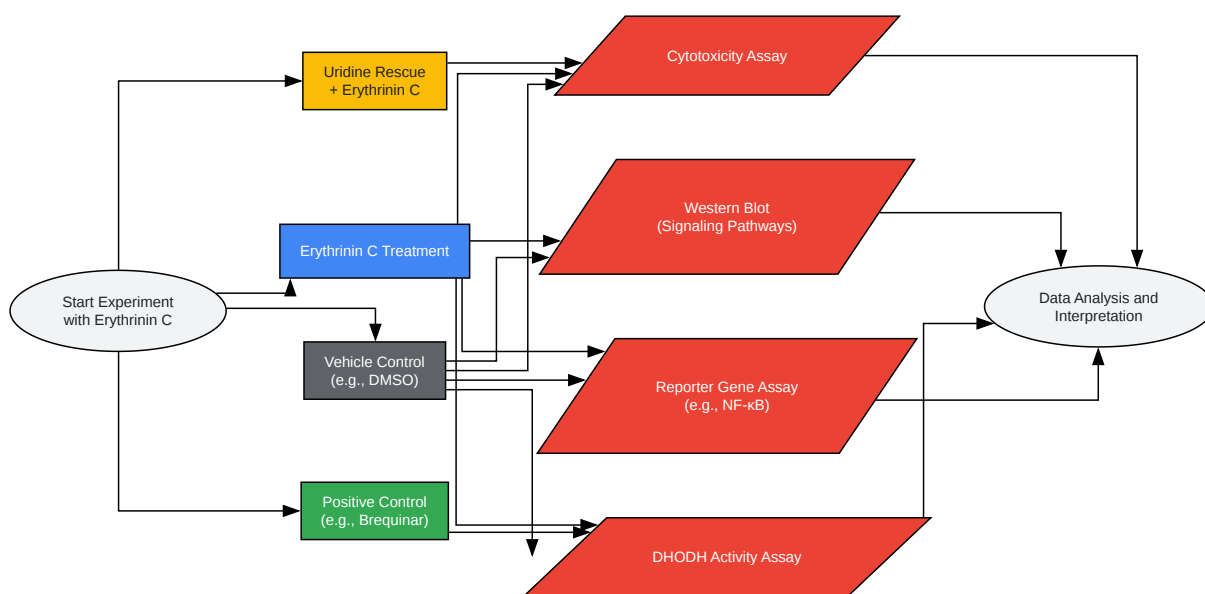 Uridine Rescue
+ Erythrinin C
Cytotoxicity Assay
Western Blot
(Signaling Pathways)
Erythrinin C Treatment
Start Experiment
with Erythrinin C
Data Analysis and
Interpretation
Vehicle Control
(e.g., DMSO)
Reporter Gene Assay
(e.g., NF-κB)
Positive Control
(e.g., Brequinar)
DHODH Activity Assay